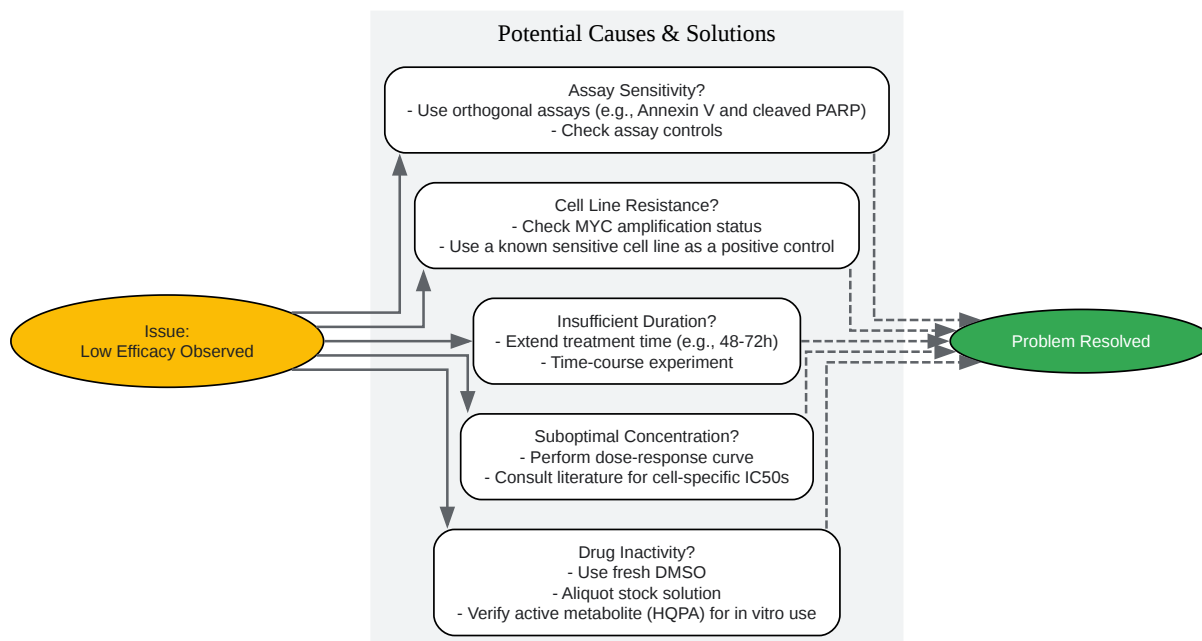 Potential Causes & Solutions
Assay Sensitivity?
- Use orthogonal assays (e.g., Annexin V and cleaved PARP)
- Check assay controls
Cell Line Resistance?
- Check MYC amplification status
- Use a known sensitive cell line as a positive control
Issue:
Low Efficacy Observed
Insufficient Duration?
- Extend treatment time (e.g., 48-72h)
- Time-course experiment
Problem Resolved
Suboptimal Concentration?
- Perform dose-response curve
- Consult literature for cell-specific IC50s
Drug Inactivity?
- Use fresh DMSO
- Aliquot stock solution
- Verify active metabolite (HQPA) for in vitro use